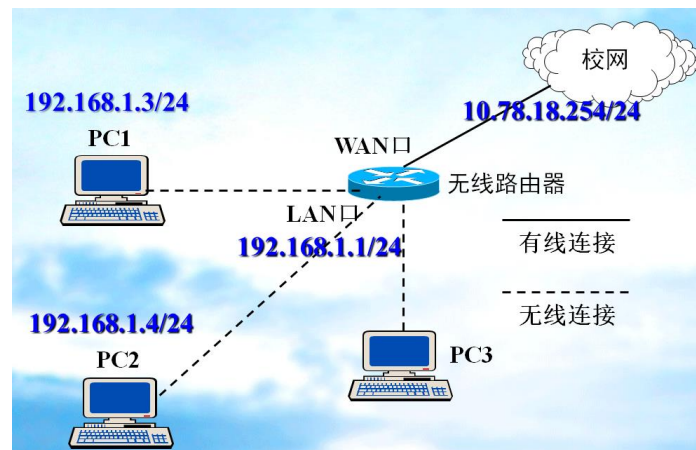 校网
192.168.1.3/24
10.78.18.254/24
PC1
WAN口
无线路由器
LAN口
192.168.1.1/24
有线连接
192.168.1.4/24
无线连接
PC2
PC3